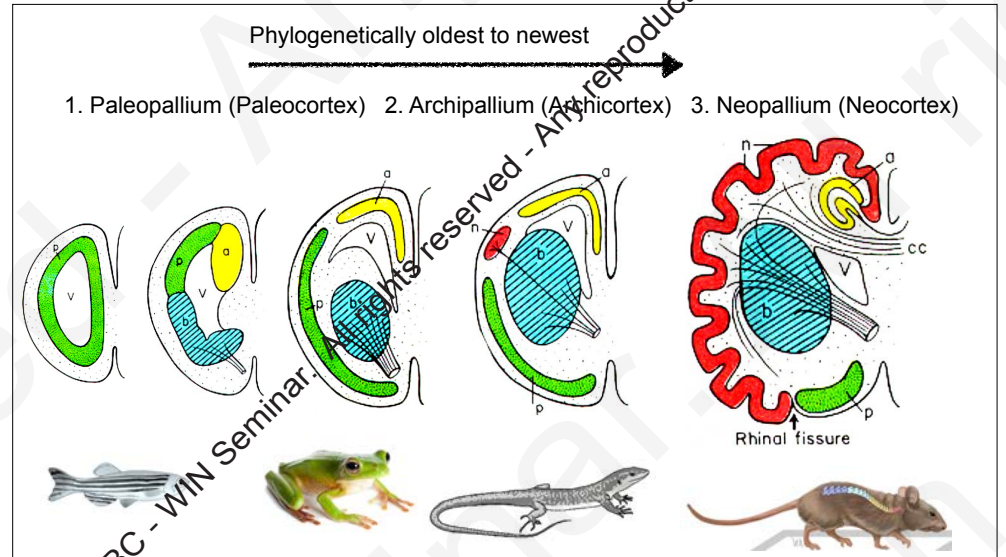 Phylogenetically oldest to newest
1. Paleopallium (Paleocortex) 2. Archipallium (Archicortex) 3. Neopallium (Neocortex)
n
a
a
a
n
p
p
a
V
V
V
b
cc
V
b
b
p
b
p
p
Rhinal fissure
WIN Seminar. All rights reserved - Any